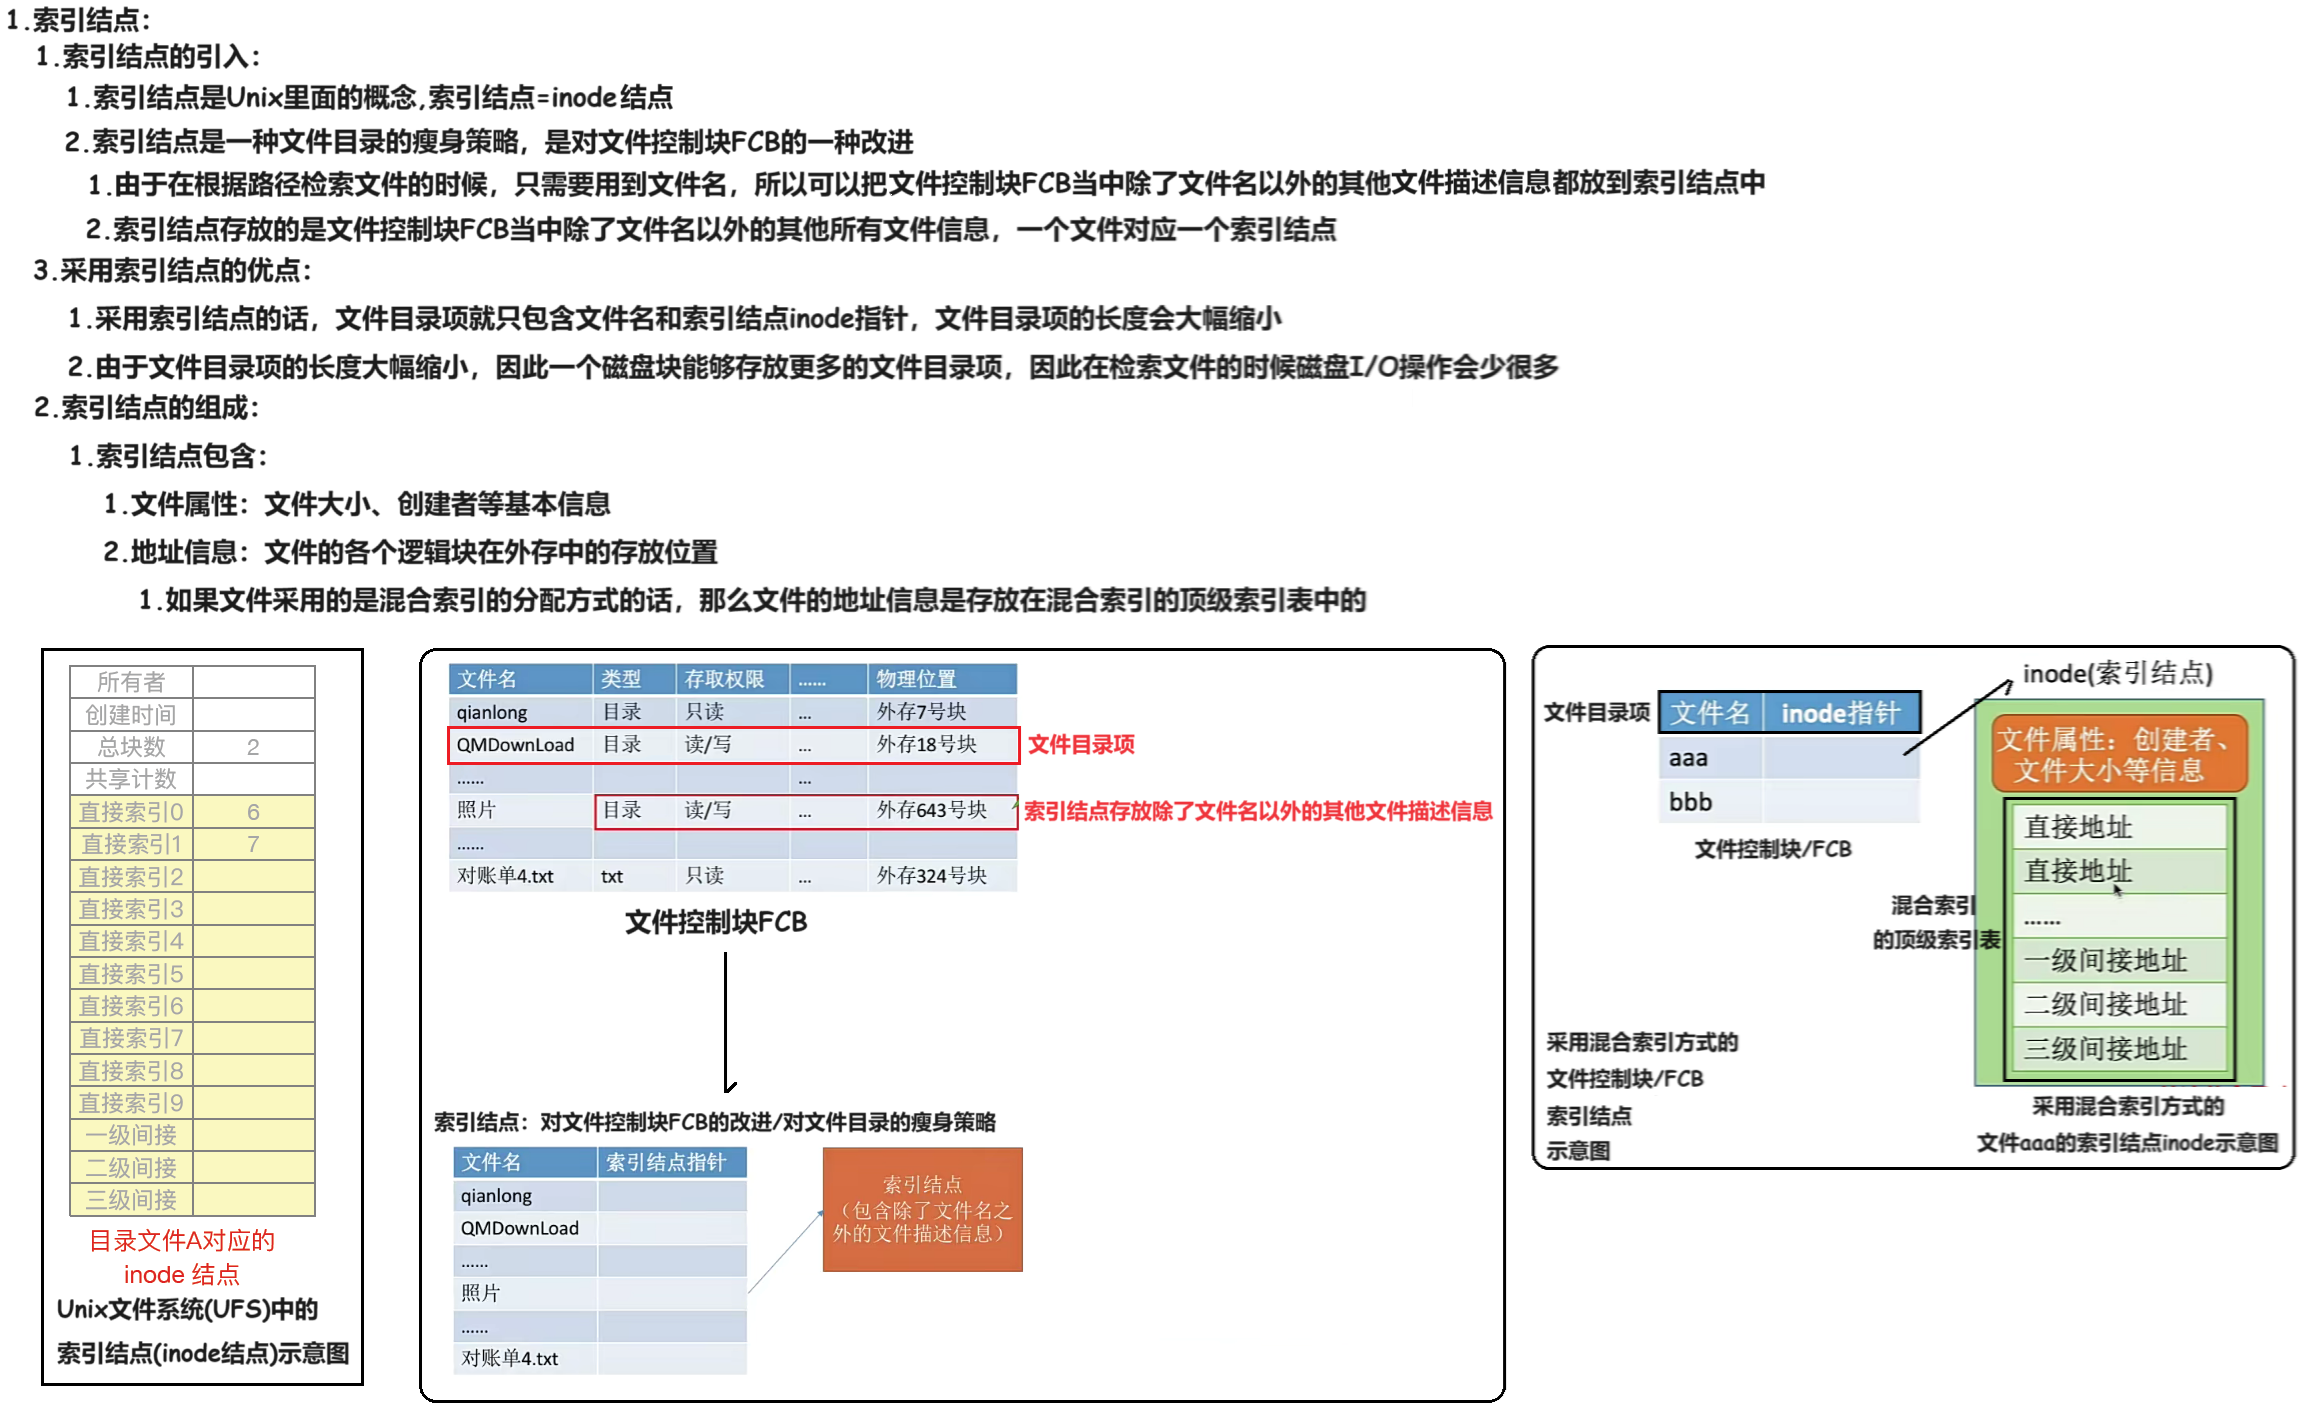 1.索引结点：
1.索引结点的引入：
1.索引结点是Unix里面的概念,索引结点=inode结点
2.索引结点是一种文件目录的瘦身策略，是对文件控制块FCB的一种改进
1.由于在根据路径检索文件的时候，只需要用到文件名，所以可以把文件控制块FCB当中除了文件名以外的其他文件描述信息都放到索引结点中
2.索引结点存放的是文件控制块FCB当中除了文件名以外的其他所有文件信息，一个文件对应一个索引结点
3.采用索引结点的优点：
1.采用索引结点的话，文件目录项就只包含文件名和索引结点inode指针，文件目录项的长度会大幅缩小
2.由于文件目录项的长度大幅缩小，因此一个磁盘块能够存放更多的文件目录项，因此在检索文件的时候磁盘I/O操作会少很多
2.索引结点的组成：
1.索引结点包含：
1.文件属性：文件大小、创建者等基本信息
2.地址信息：文件的各个逻辑块在外存中的存放位置
1.如果文件采用的是混合索引的分配方式的话，那么文件的地址信息是存放在混合索引的顶级索引表中的
所有者
创建时间
总块数 2
共享计数
直接索引0 6
直接索引1 7
直接索引2
直接索引3
直接索引4
直接索引5
直接索引6
直接索引7
直接索引8
直接索引9
一级间接
二级间接
三级间接
目录文件A对应的
inode 结点
Unix文件系统(UFS)中的
索引结点(inode结点)示意图
文件名 类型 存取权限 …… 物理位置
qianlong 目录 只读 ... 外存7号块
QMDownLoad 目录 读/写 ... 外存18号块 文件目录项
…… ...
照片 目录 读/写 ... 外存643号块 索引结点存放除了文件名以外的其他文件描述信息
……
对账单4.txt txt 只读 ... 外存324号块
文件控制块FCB
索引结点：对文件控制块FCB的改进/对文件目录的瘦身策略
文件名 索引结点指针
qianlong
QMDownLoad
……
照片
……
对账单4.txt
索引结点
（包含除了文件名之
外的文件描述信息）
inode(索引结点)
文件目录项 文件名 inode指针
aaa
bbb
文件控制块/FCB
文件属性：创建者、
文件大小等信息
直接地址
直接地址
……
一级间接地址
二级间接地址
三级间接地址
混合索引
的顶级索引表
采用混合索引方式的
文件控制块/FCB
索引结点
示意图
采用混合索引方式的
文件aaa的索引结点inode示意图